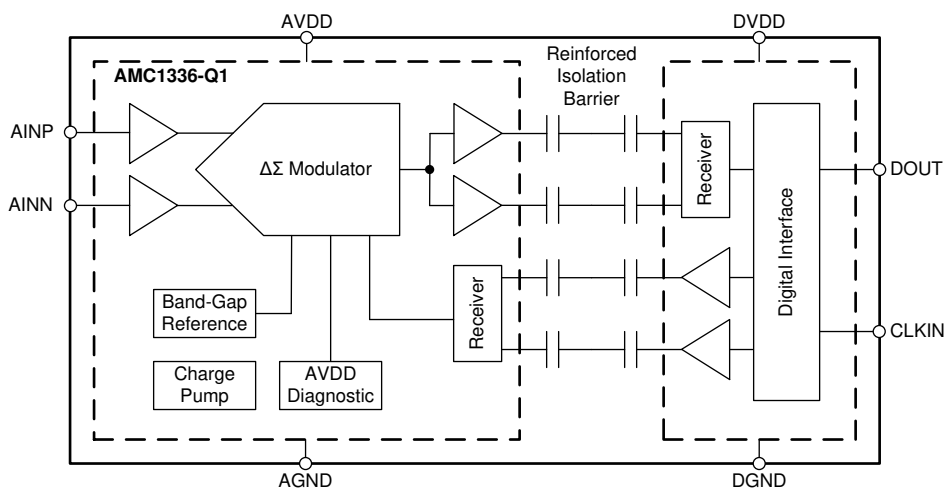 AVDD
DVDD
AMC1336-Q1
Reinforced
Isolation
Barrier
AINP
AINN
ΔΣ Modulator
Receiver
Digital Interface
DOUT
Band-Gap
Reference
Receiver
CLKIN
Charge
Pump
AVDD
Diagnostic
AGND
DGND